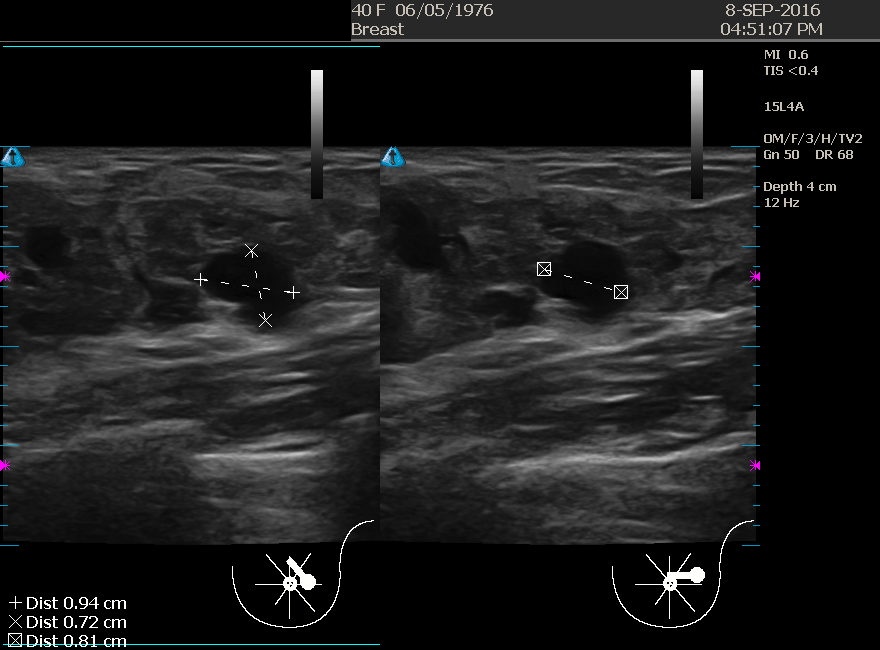 40 F 06/05/1976 8-SEP-2016
Breast 04:51:07 PM
MI 0.6
TIS <0.4
15L4A
OM/F/3/H/TV2
Gn 50 DR 68
Depth 4 cm
12 Hz
Dist 0.94 cm
Dist 0.72 cm
Dist 0.81 cm